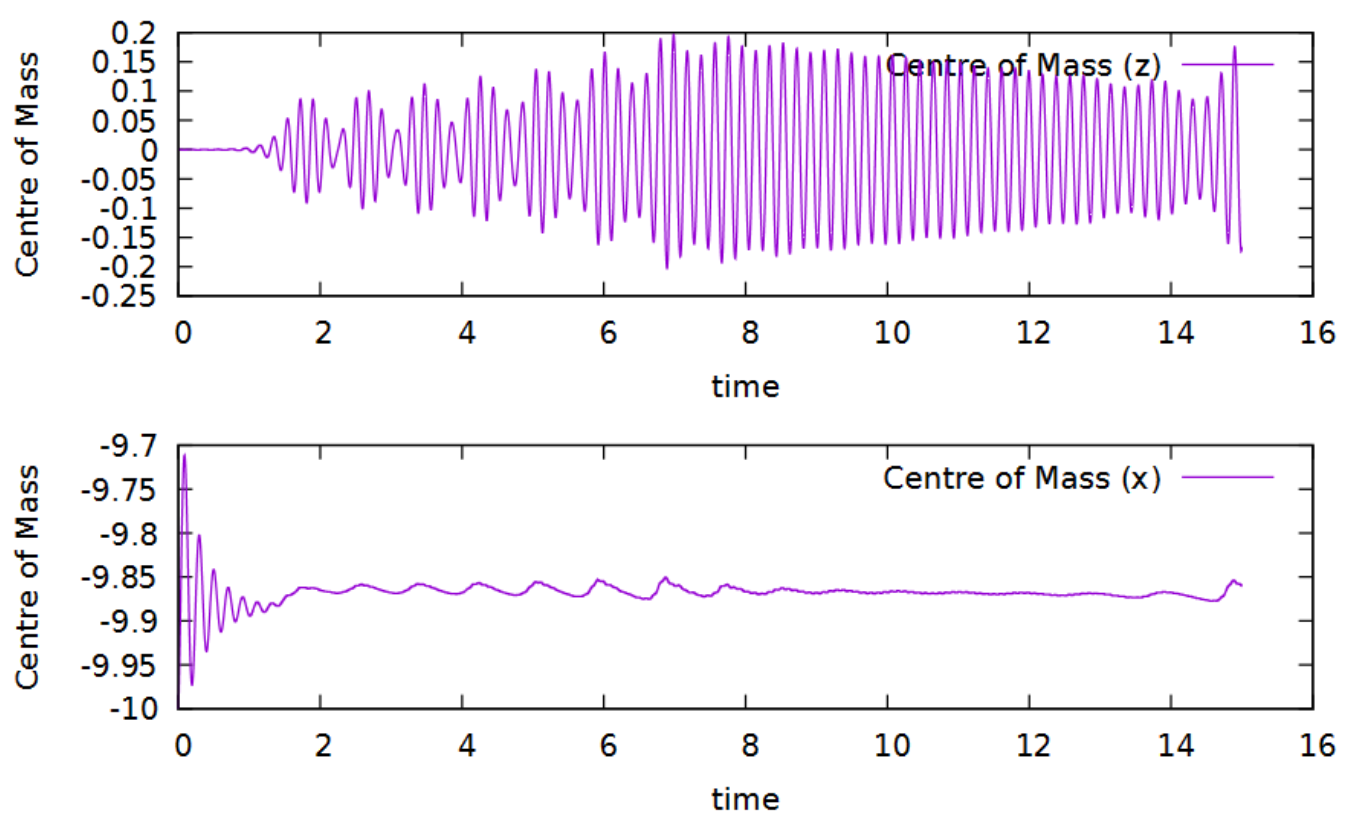 0.2
0.15
0.1
0.05
0
-0.05
-0.1
-0.15
-0.2
-0.25
Centre of Mass
Centre of Mass (z)
0 2 4 6 8 10 12 14 16
time
-9.7
-9.75
-9.8
-9.85
-9.9
-9.95
-10
Centre of Mass
Centre of Mass (x)
0 2 4 6 8 10 12 14 16
time